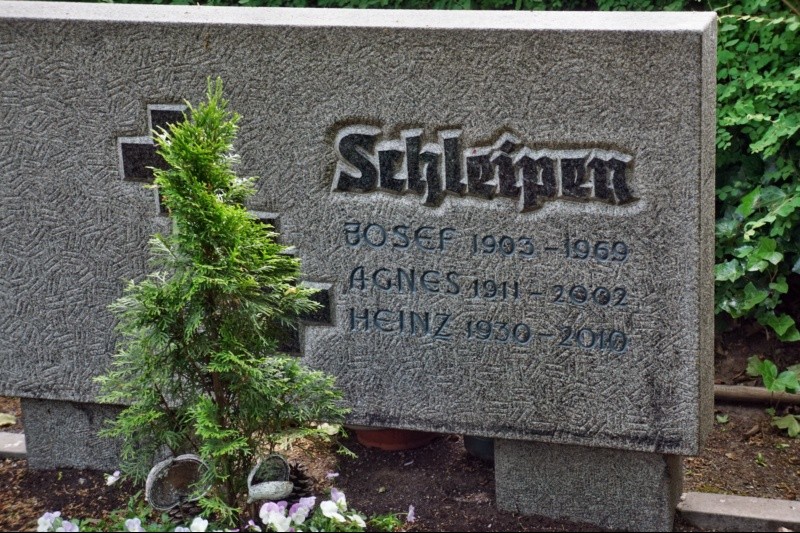 Schleipen
JOSEF 1903 – 1969
AGNES 1911 – 2002
HEINZ 1930 – 2010